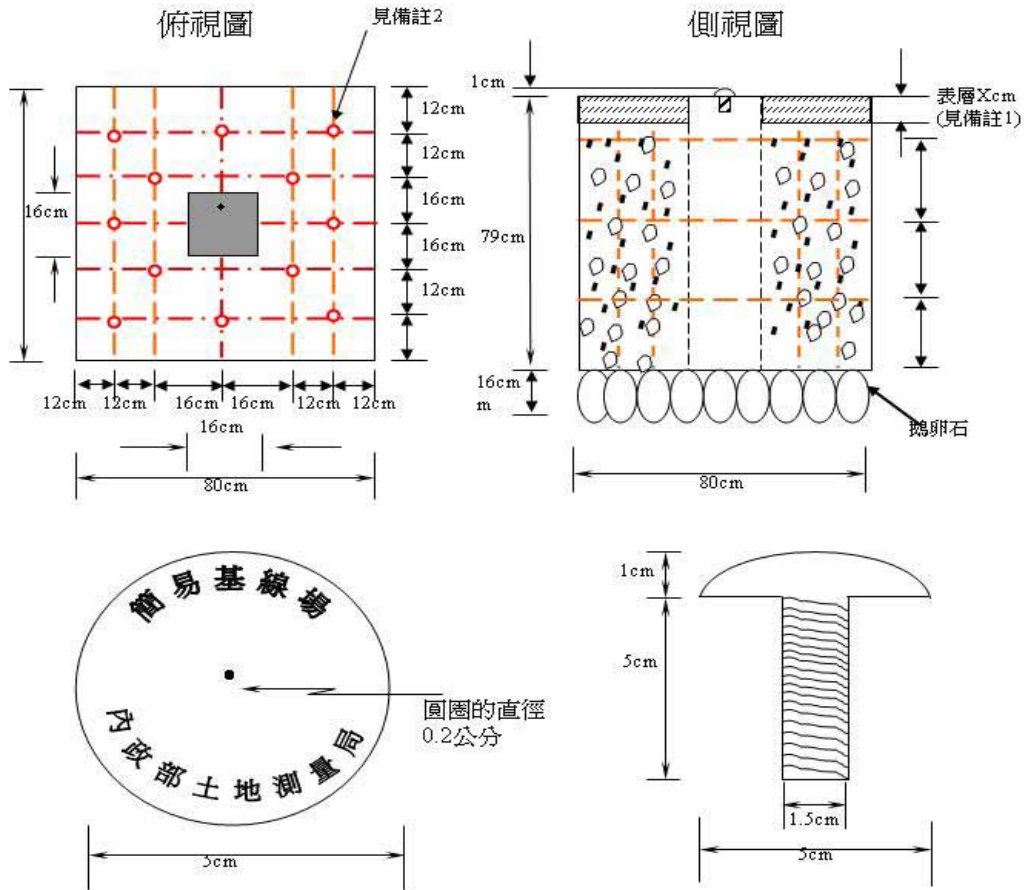 俯視圖
見備註2
12cm
12cm
16cm
16cm
12cm
16cm
12cm
12cm
16cm
16cm
12cm
12cm
16cm
80cm
側視圖
1cm
表層Xcm
(見備註1)
79cm
16cm
m
鵝卵石
80cm
簡易基線場
內政部土地測量局
圓圈的直徑
0.2公分
5cm
1cm
5cm
1.5cm
5cm